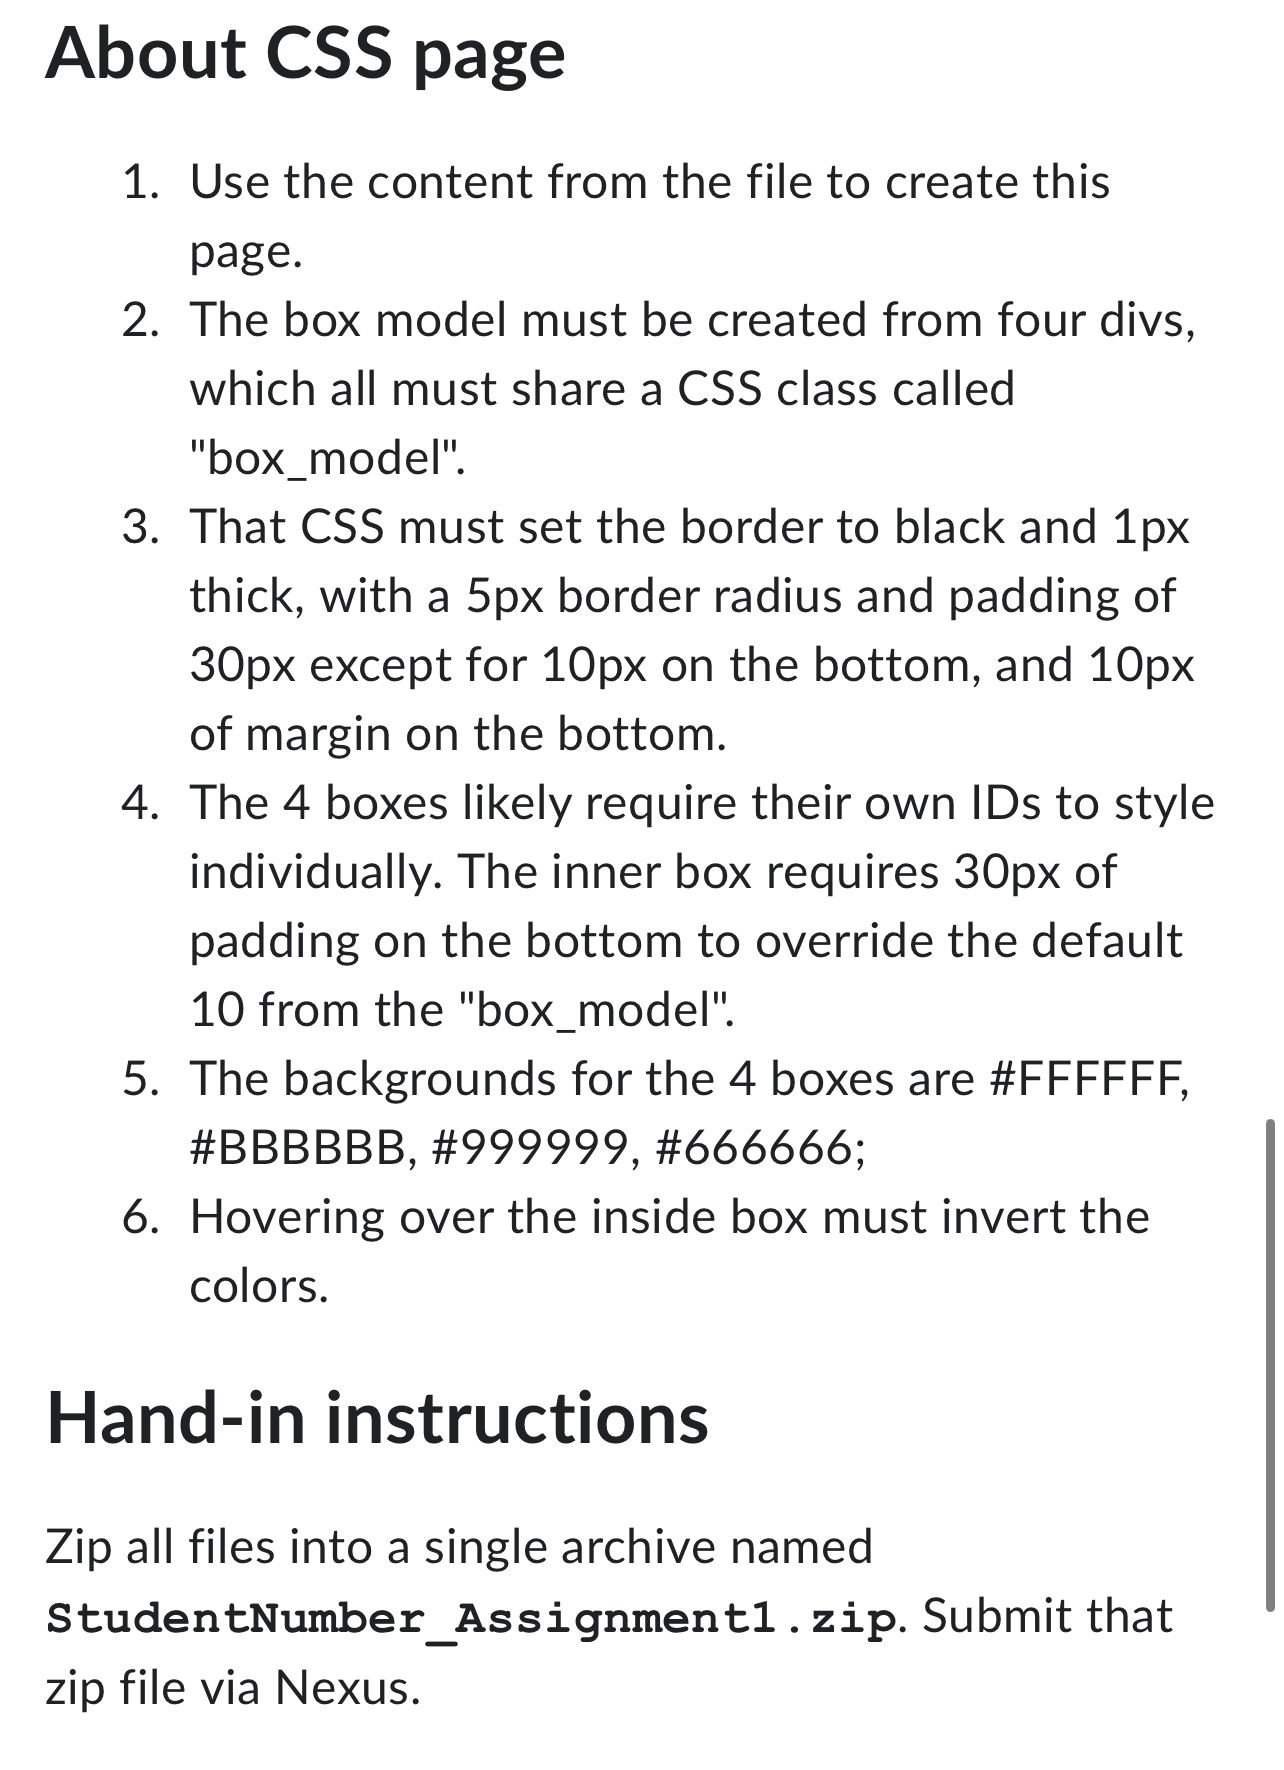 About CSS page
1. Use the content from the file to create this
page.
2. The box model must be created from four divs,
which all must share a CSS class called
"box_model".
3. That CSS must set the border to black and 1px
thick, with a 5px border radius and padding of
30px except for 10px on the bottom, and 10px
of margin on the bottom.
4. The 4 boxes likely require their own IDs to style
individually. The inner box requires 30px of
padding on the bottom to override the default
10 from the "box_model".
5. The backgrounds for the 4 boxes are #FFFFFF,
#BBBBBB, #999999, #666666;
6. Hovering over the inside box must invert the
colors.
Hand-in instructions
Zip all files into a single archive named
StudentNumber_Assignment1.zip. Submit that
zip file via Nexus.